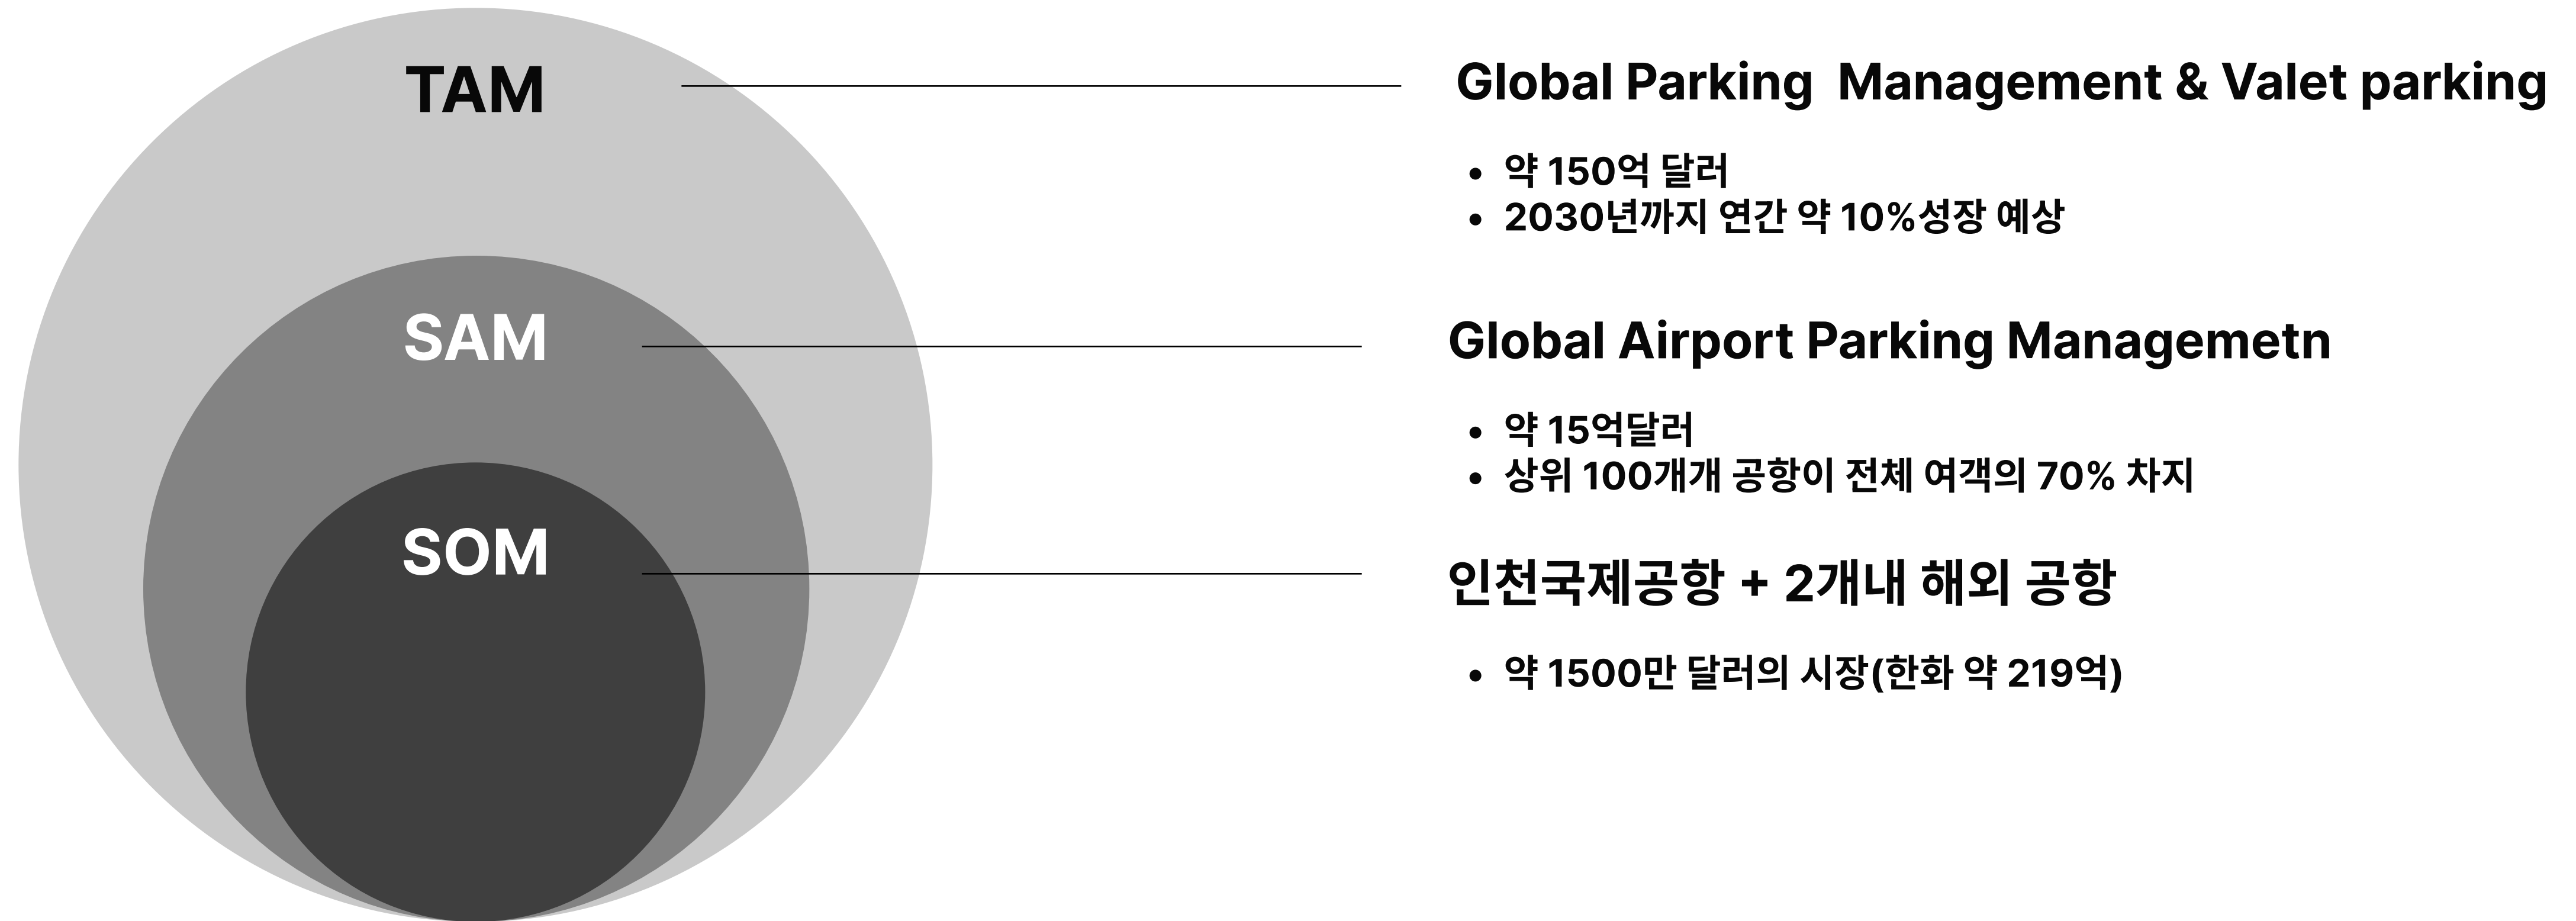 TAM
Global Parking  Management & Valet parking
• 약 150억 달러
• 2030년까지 연간 약 10%성장 예상
SAM
Global Airport Parking Managemetn
• 약 15억달러
• 상위 100개개 공항이 전체 여객의 70% 차지
SOM
인천국제공항 + 2개내 해외 공항
• 약 1500만 달러의 시장(한화 약 219억)